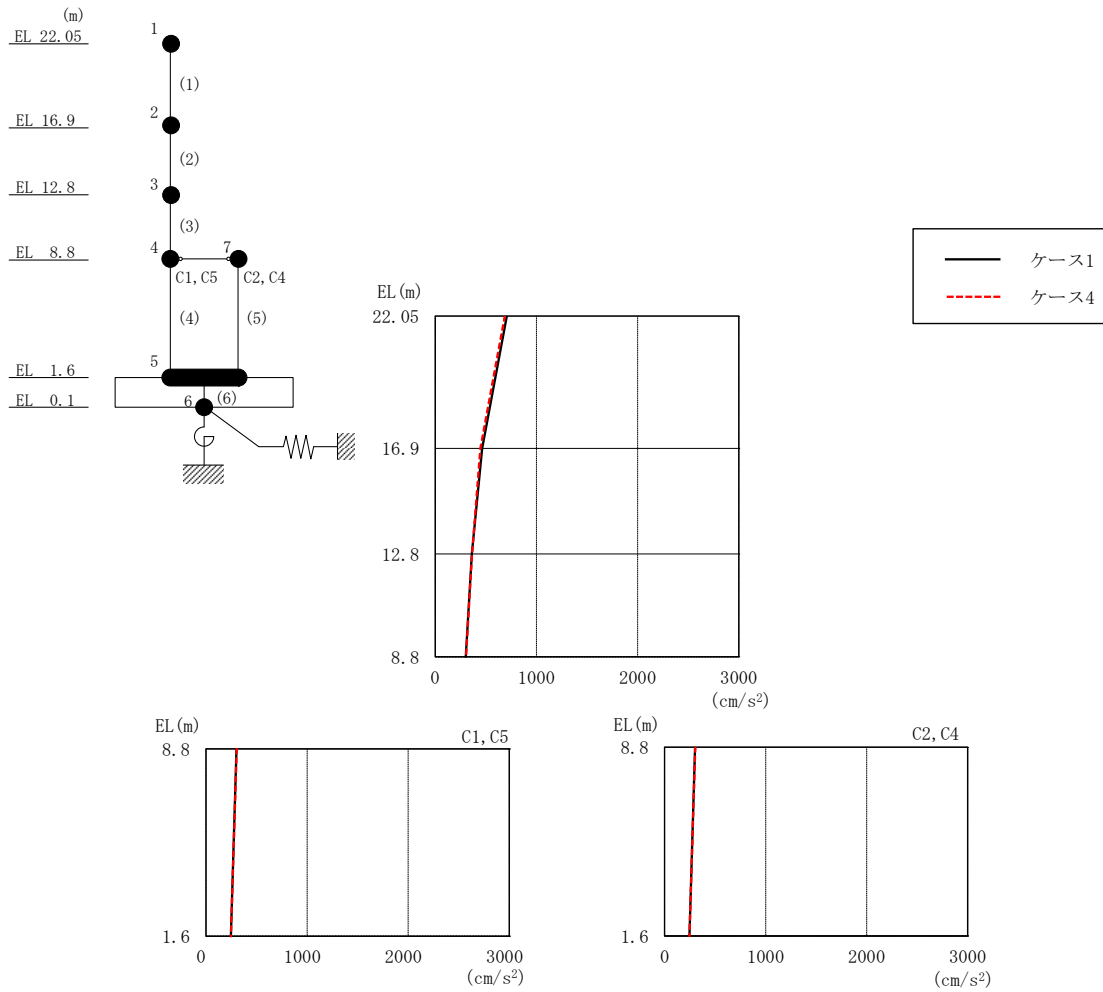 (m)
EL 22.05
1
(1)
EL 16.9
2
(2)
EL 12.8
3
(3)
EL 8.8
4
7
C1,C5
C2,C4
(4)
(5)
EL 1.6
5
EL 0.1
6
(6)
ケース1
ケース4
EL(m)
22.05
16.9
12.8
8.8
0
1000
2000
3000
(cm/s²)
EL(m)
C1,C5
8.8
1.6
0
1000
2000
3000
(cm/s²)
EL(m)
C2,C4
8.8
1.6
0
1000
2000
3000
(cm/s²)